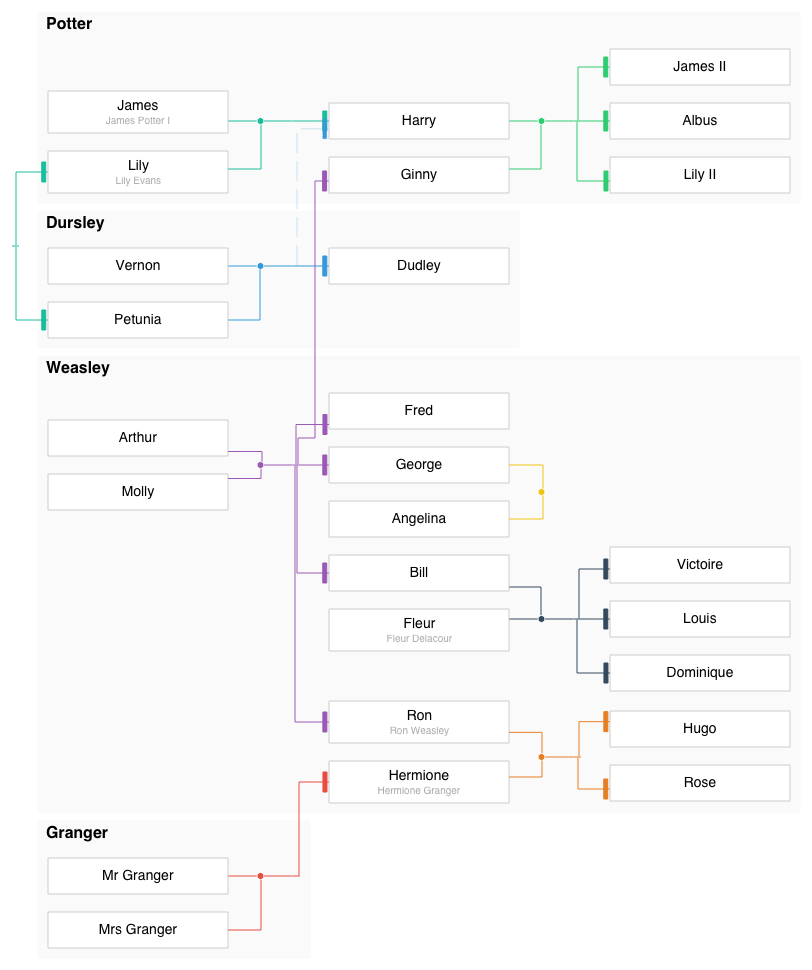 Potter
James
James Potter I
Lily
Lily Evans
Harry
Ginny
James II
Albus
Lily II
Dursley
Vernon
Petunia
Dudley
Weasley
Arthur
Molly
Fred
George
Angelina
Bill
Fleur
Fleur Delacour
Ron
Ron Weasley
Hermione
Hermione Granger
Victoire
Louis
Dominique
Hugo
Rose
Granger
Mr Granger
Mrs Granger